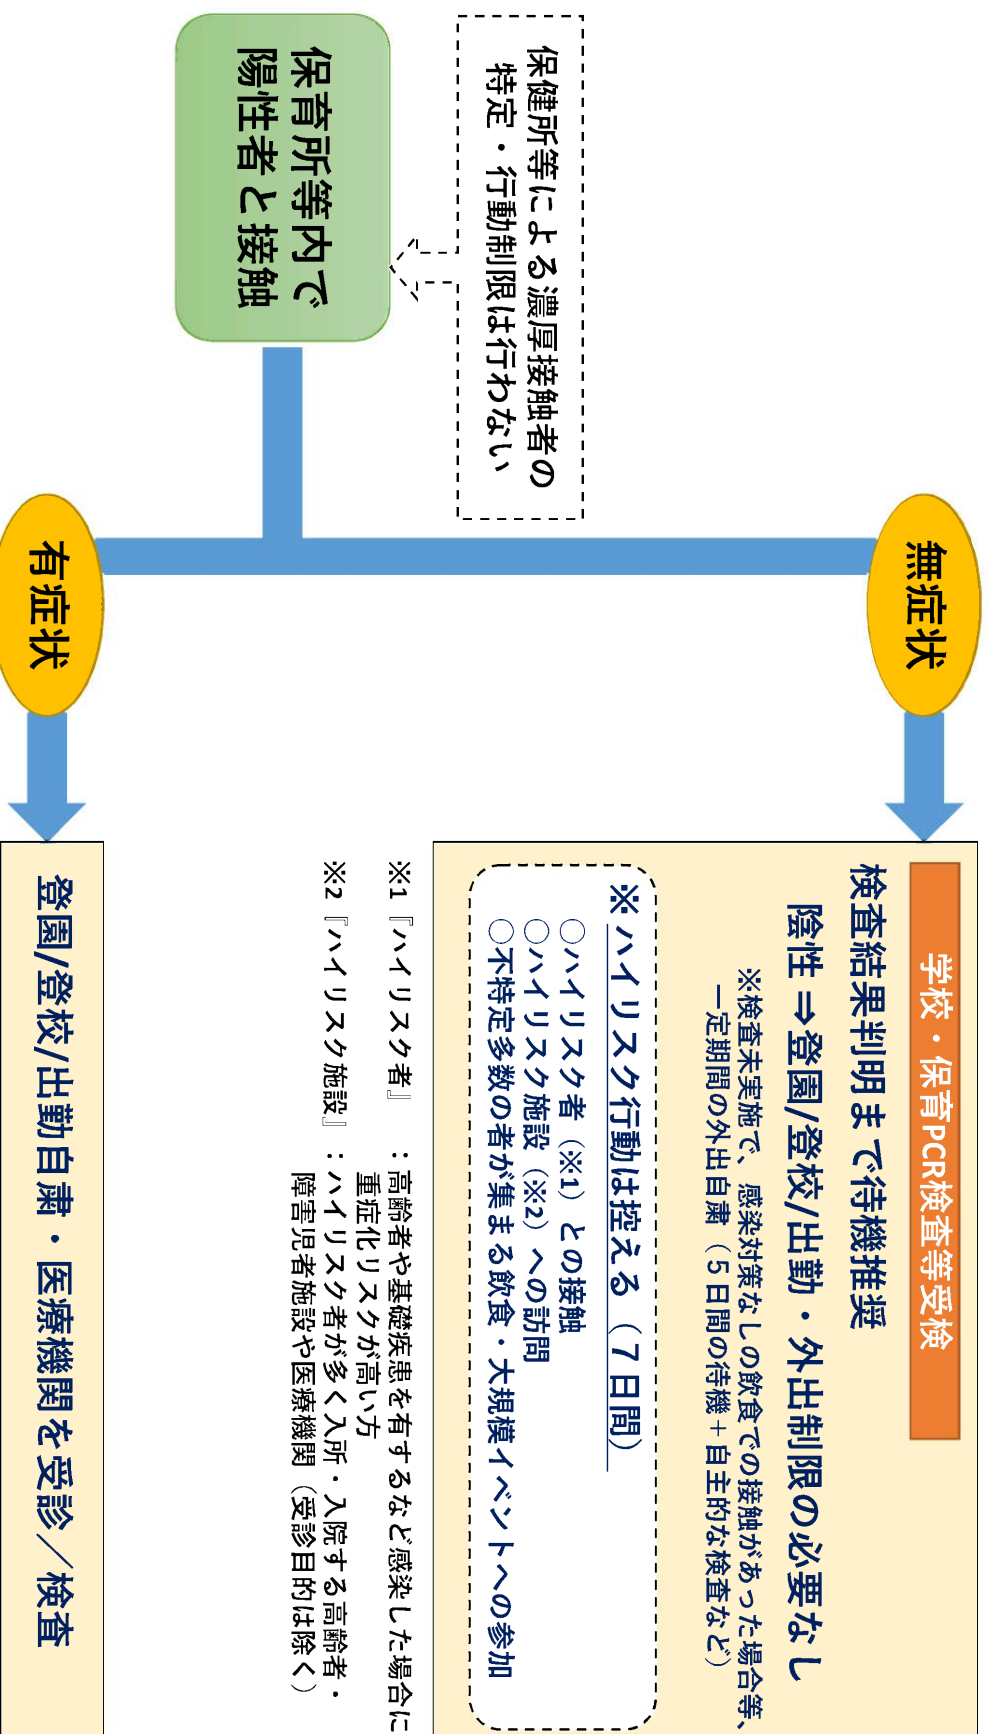 保健所等による濃厚接触者の
特定・行動制限は行わない
保育所等内で
陽性者と接触
無症状
学校・保育PCR検査等受検
検査結果判明まで待機推奨
陰性⇒登園/登校/出勤・外出制限の必要なし
※検査未実施で、感染対策なしの飲食での接触があった場合等、
一定期間の外出自粛（５日間の待機＋自主的な検査など）
※ハイリスク行動は控える（７日間）
○ハイリスク者（※1）との接触
○ハイリスク施設（※2）への訪問
○不特定多数の者が集まる飲食・大規模イベントへの参加
※1『ハイリスク者』：高齢者や基礎疾患を有するなど感染した場合に
重症化リスクが高い方
※2『ハイリスク施設』：ハイリスク者が多く入所・入院する高齢者・
障害児者施設や医療機関（受診目的は除く）
有症状
登園/登校/出勤自粛・医療機関を受診／検査